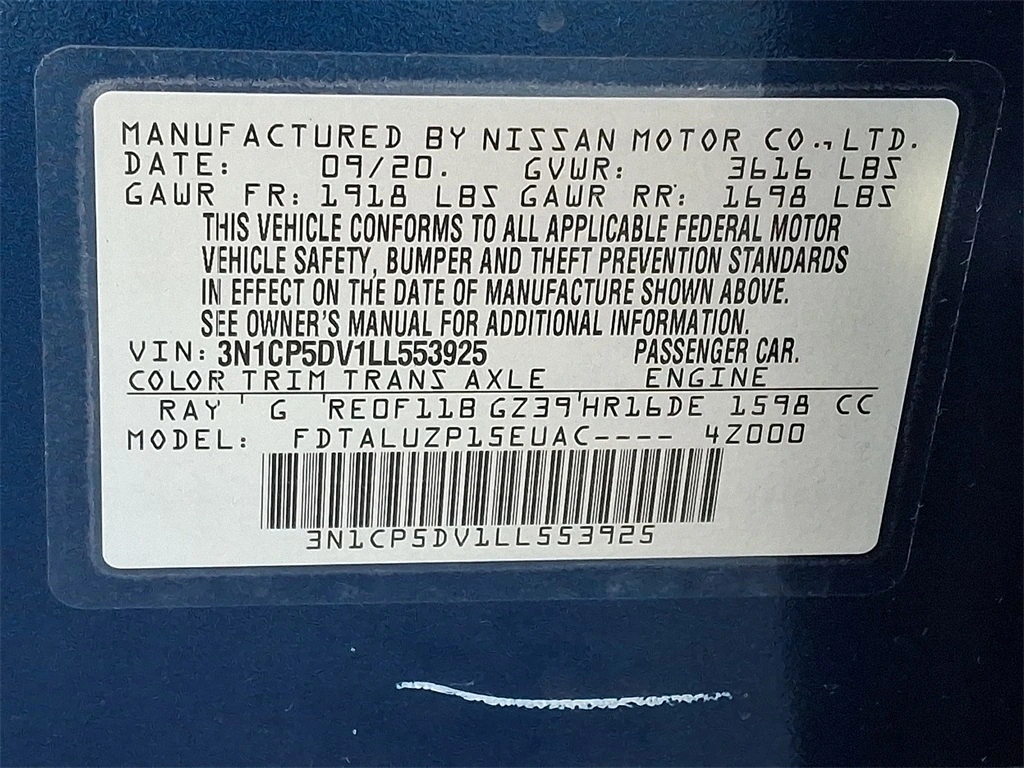 MANUFACTURED BY NISSAN MOTOR CO., LTD.
DATE: 09/20. GVWR: 3616 LBS
GAWR FR: 1918 LBS GAWR RR: 1698 LBS
THIS VEHICLE CONFORMS TO ALL APPLICABLE FEDERAL MOTOR
VEHICLE SAFETY, BUMPER AND THEFT PREVENTION STANDARDS
IN EFFECT ON THE DATE OF MANUFACTURE SHOWN ABOVE.
SEE OWNER'S MANUAL FOR ADDITIONAL INFORMATION.
VIN: 3N1CP5DV1LL553925 PASSENGER CAR.
COLOR TRIM TRANS AXLE ENGINE
RAY G RE0F11B GZ39 HR16DE 1598 CC
MODEL: FDTALUZP15EUAC---- 4Z000
3N1CP5DV1LL553925